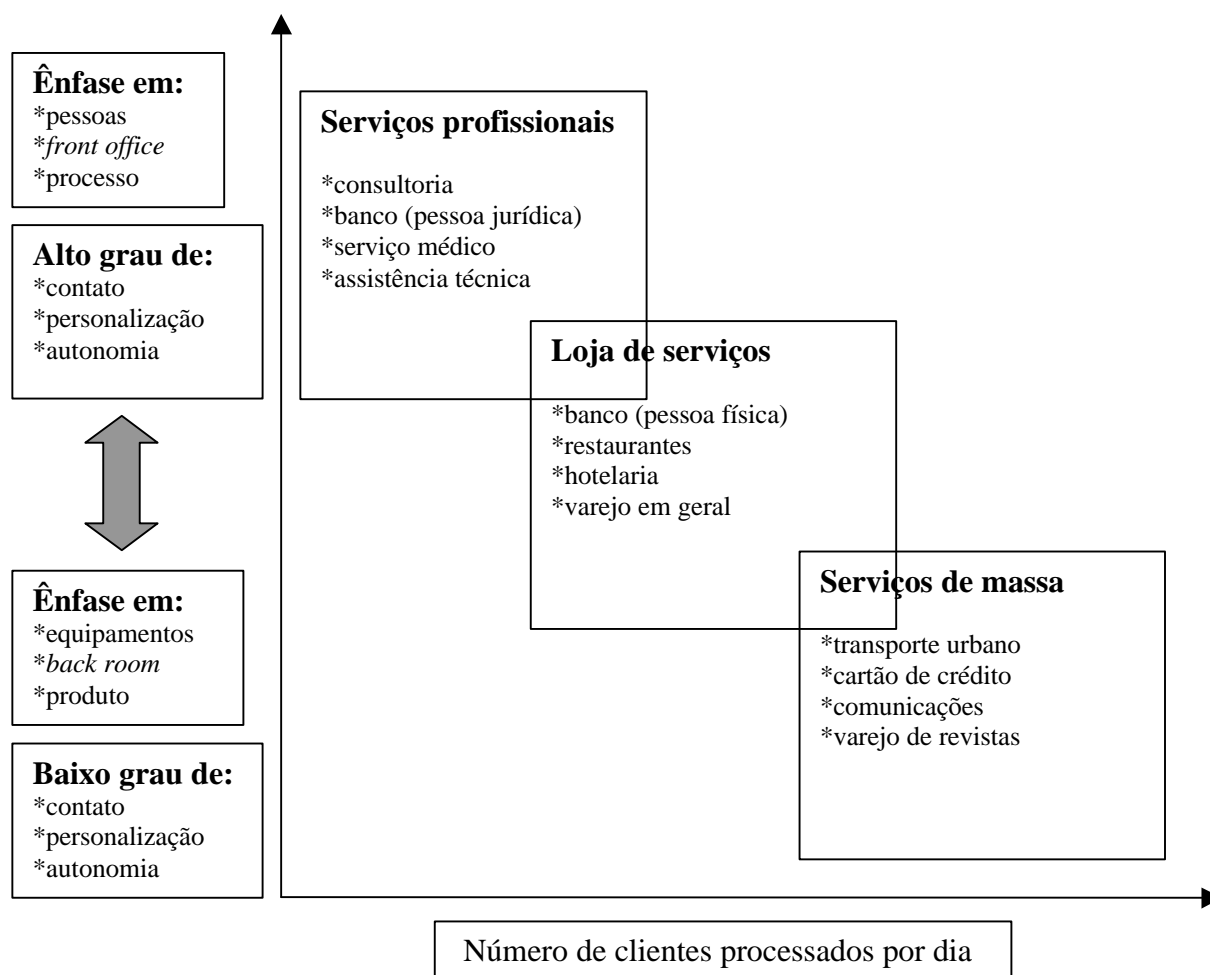 Ênfase em:
*pessoas
*front office
*processo
Alto grau de:
*contato
*personalização
*autonomia
Ênfase em:
*equipamentos
*back room
*produto
Baixo grau de:
*contato
*personalização
*autonomia
Serviços profissionais
*consultoria
*banco (pessoa jurídica)
*serviço médico
*assistência técnica
Loja de serviços
*banco (pessoa física)
*restaurantes
*hotelaria
*varejo em geral
Serviços de massa
*transporte urbano
*cartão de crédito
*comunicações
*varejo de revistas
Número de clientes processados por dia